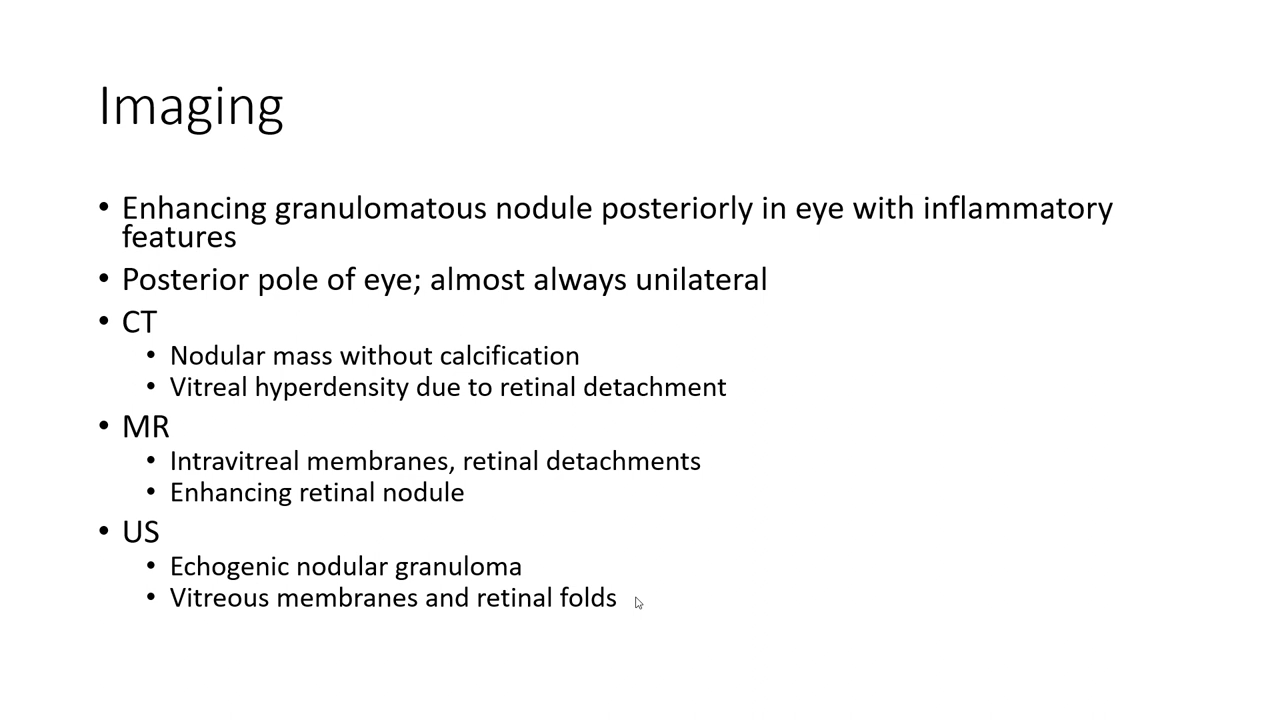 Imaging
• Enhancing granulomatous nodule posteriorly in eye with inflammatory
features
• Posterior pole of eye; almost always unilateral
• CT
• Nodular mass without calcification
• Vitreal hyperdensity due to retinal detachment
• MR
• Intravitreal membranes, retinal detachments
• Enhancing retinal nodule
• US
• Echogenic nodular granuloma
• Vitreous membranes and retinal folds